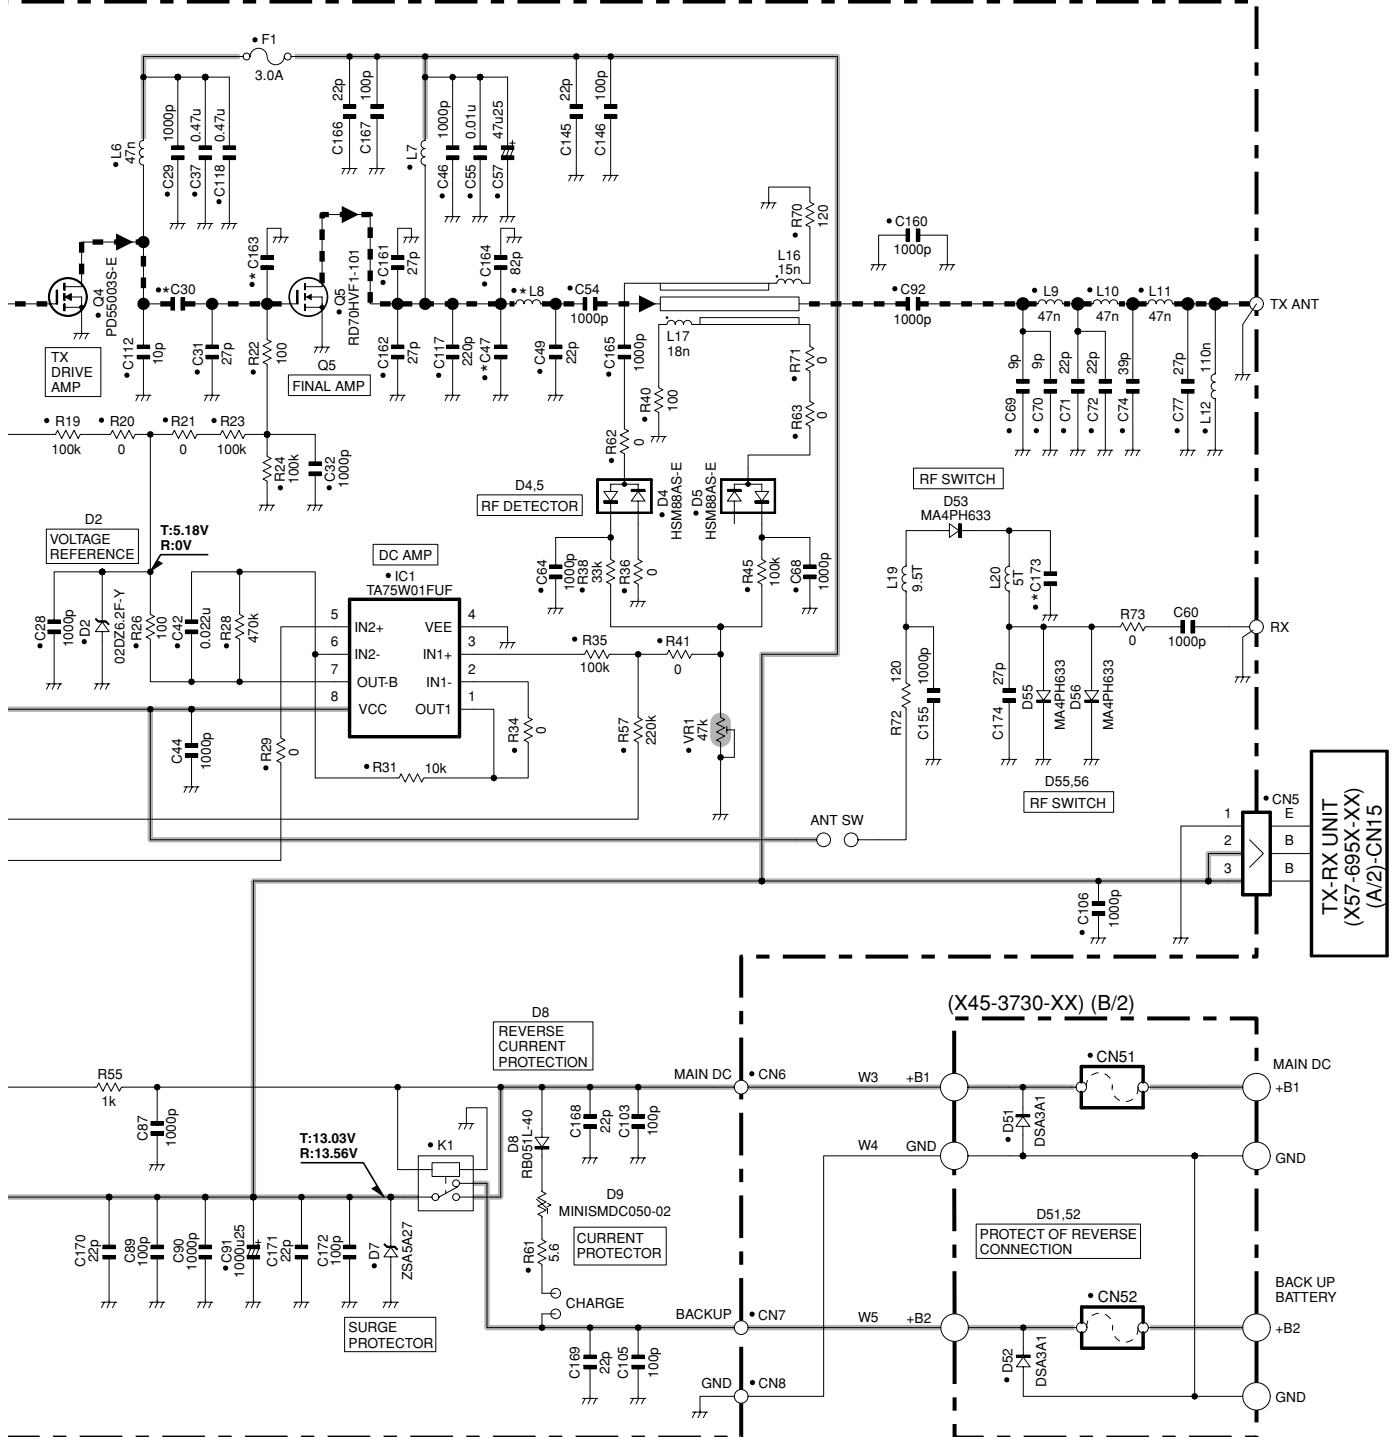 • F1
3.0A
• L6
47n
• C29 1000p
• C37 0.47u
• C118 0.47u
C166 22p
C167 100p
• L7
• C46 1000p
• C55 0.01u
• C57 47u25
+
C145 22p
C146 100p
• R70
120
L16
15n
• C160
1000p
• Q4
PD55003S-E
• * C163
•* C30
• Q5
RD70HVF1-101
• C161
27p
• C164
82p
• * L8
• C54
1000p
• C92
1000p
• L9
47n
• L10
47n
• L11
47n
TX ANT
TX
DRIVE
AMP
• C112
10p
• C31
27p
• R22
100
Q5
FINAL AMP
• C162
27p
• C117
220p
• * C47
• C49
22p
• C165
1000p
L17
18n
• R40
100
• R71
0
• R63
0
• C69 9p
• C70 9p
• C71 22p
• C72 22p
• C74 39p
• C77 27p
• L12 110n
• R19
100k
• R20
0
• R21
0
• R23
100k
• R24
100k
• C32
1000p
• R62
0
D4,5
RF DETECTOR
• D4
HSM88AS-E
• D5
HSM88AS-E
RF SWITCH
D53
MA4PH633
D2
VOLTAGE
REFERENCE
T:5.18V
R:0V
DC AMP
• IC1
TA75W01FUF
• C28
1000p
• D2
02DZ6.2F-Y
• R26
100
• C42
0.022u
• R28
470k
5 IN2+
6 IN2-
7 OUT-B
8 VCC
VEE 4
IN1+ 3
IN1- 2
OUT1 1
• C64
1000p
• R38
33k
• R36
0
• R45
100k
• C68
1000p
L19
9.5T
L20
5T
• * C173
R73
0
C60
1000p
RX
• R35
100k
• R41
0
R72 120
C155 1000p
C174 27p
D55
MA4PH633
D56
MA4PH633
C44
1000p
• R29
0
• R31 10k
• R34
0
• R57
220k
• VR1
47k
D55,56
RF SWITCH
ANT SW
• CN5
1 E
2 B
3 B
TX-RX UNIT
(X57-695X-XX)
(A/2)-CN15
• C106
1000p
(X45-3730-XX) (B/2)
D8
REVERSE
CURRENT
PROTECTION
R55
1k
C87
1000p
MAIN DC • CN6
W3 +B1
• CN51
MAIN DC
+B1
• K1
D8
RB051L-40
C168
22p
C103
100p
• D51
DSA3A1
W4 GND
GND
T:13.03V
R:13.56V
D9
MINISMDC050-02
CURRENT
PROTECTOR
• R61
5.6
C170
22p
C89
100p
C90
1000p
• C91
1000u25
+
C171
22p
C172
100p
• D7
ZSA5A27
SURGE
PROTECTOR
D51,52
PROTECT OF REVERSE
CONNECTION
CHARGE
BACKUP • CN7
W5 +B2
• CN52
BACK UP
BATTERY
+B2
C169
22p
C105
100p
• D52
DSA3A1
GND • CN8
GND